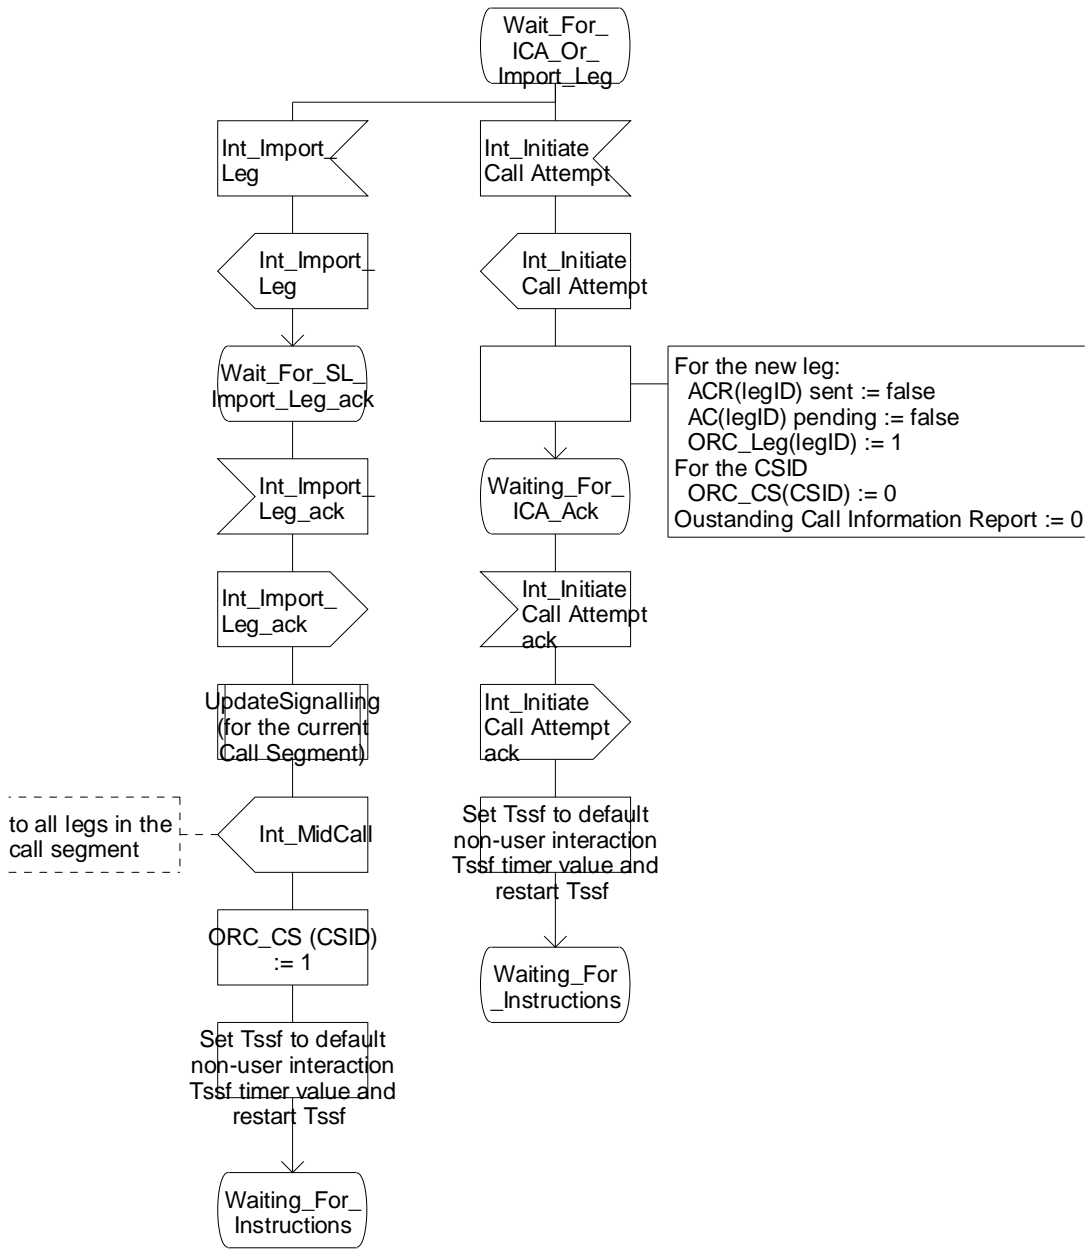 Wait_For_
ICA_Or_
Import_Leg
Int_Import_
Leg
Int_Import_
Leg
Wait_For_SL_
Import_Leg_ack
Int_Import_
Leg_ack
Int_Import_
Leg_ack
UpdateSignalling
(for the current
Call Segment)
to all legs in the
call segment
Int_MidCall
ORC_CS (CSID)
:= 1
Set Tssf to default
non-user interaction
Tssf timer value and
restart Tssf
Waiting_For_
Instructions
Int_Initiate
Call Attempt
Int_Initiate
Call Attempt
For the new leg:
ACR(legID) sent := false
AC(legID) pending := false
ORC_Leg(legID) := 1
For the CSID
ORC_CS(CSID) := 0
Oustanding Call Information Report := 0
Waiting_For_
ICA_Ack
Int_Initiate
Call Attempt
ack
Int_Initiate
Call Attempt
ack
Set Tssf to default
non-user interaction
Tssf timer value and
restart Tssf
Waiting_For
_Instructions